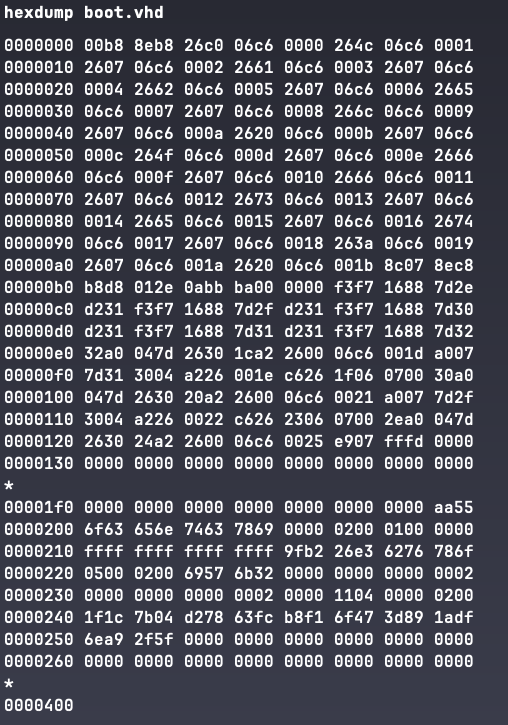 hexdump boot.vhd
0000000 00b8 8eb8 26c0 06c6 0000 264c 06c6 0001
0000010 2607 06c6 0002 2661 06c6 0003 2607 06c6
0000020 0004 2662 06c6 0005 2607 06c6 0006 2665
0000030 06c6 0007 2607 06c6 0008 266c 06c6 0009
0000040 2607 06c6 000a 2620 06c6 000b 2607 06c6
0000050 000c 264f 06c6 000d 2607 06c6 000e 2666
0000060 06c6 000f 2607 06c6 0010 2666 06c6 0011
0000070 2607 06c6 0012 2673 06c6 0013 2607 06c6
0000080 0014 2665 06c6 0015 2607 06c6 0016 2674
0000090 06c6 0017 2607 06c6 0018 263a 06c6 0019
00000a0 2607 06c6 001a 2620 06c6 001b 8c07 8ec8
00000b0 b8d8 012e 0abb ba00 0000 f3f7 1688 7d2e
00000c0 d231 f3f7 1688 7d2f d231 f3f7 1688 7d30
00000d0 d231 f3f7 1688 7d31 d231 f3f7 1688 7d32
00000e0 32a0 047d 2630 1ca2 2600 06c6 001d a007
00000f0 7d31 3004 a226 001e c626 1f06 0700 30a0
0000100 047d 2630 20a2 2600 06c6 0021 a007 7d2f
0000110 3004 a226 0022 c626 2306 0700 2ea0 047d
0000120 2630 24a2 2600 06c6 0025 e907 fffd 0000
0000130 0000 0000 0000 0000 0000 0000 0000 0000
*
00001f0 0000 0000 0000 0000 0000 0000 0000 aa55
0000200 6f63 656e 7463 7869 0000 0200 0100 0000
0000210 ffff ffff ffff ffff 9fb2 26e3 6276 786f
0000220 0500 0200 6957 6b32 0000 0000 0000 0002
0000230 0000 0000 0000 0002 0000 1104 0000 0200
0000240 1f1c 7b04 d278 63fc b8f1 6f47 3d89 1adf
0000250 6ea9 2f5f 0000 0000 0000 0000 0000 0000
0000260 0000 0000 0000 0000 0000 0000 0000 0000
*
0000400